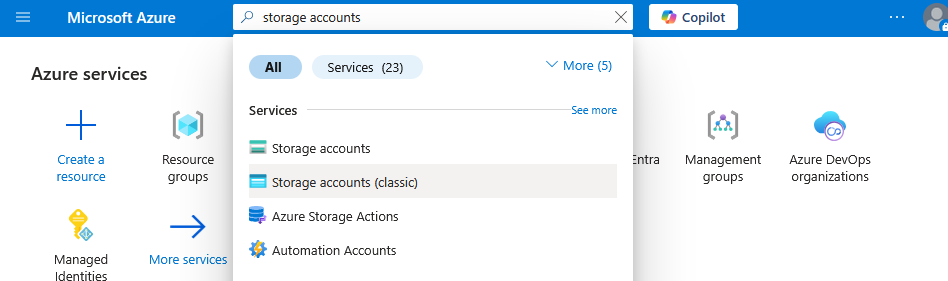 Microsoft Azure
storage accounts
Copilot
Azure services
All
Services (23)
More (5)
Services
See more
Storage accounts
Storage accounts (classic)
Azure Storage Actions
Automation Accounts
Create a
resource
Resource
groups
Entra
Management
groups
Azure DevOps
organizations
Managed
Identities
More services